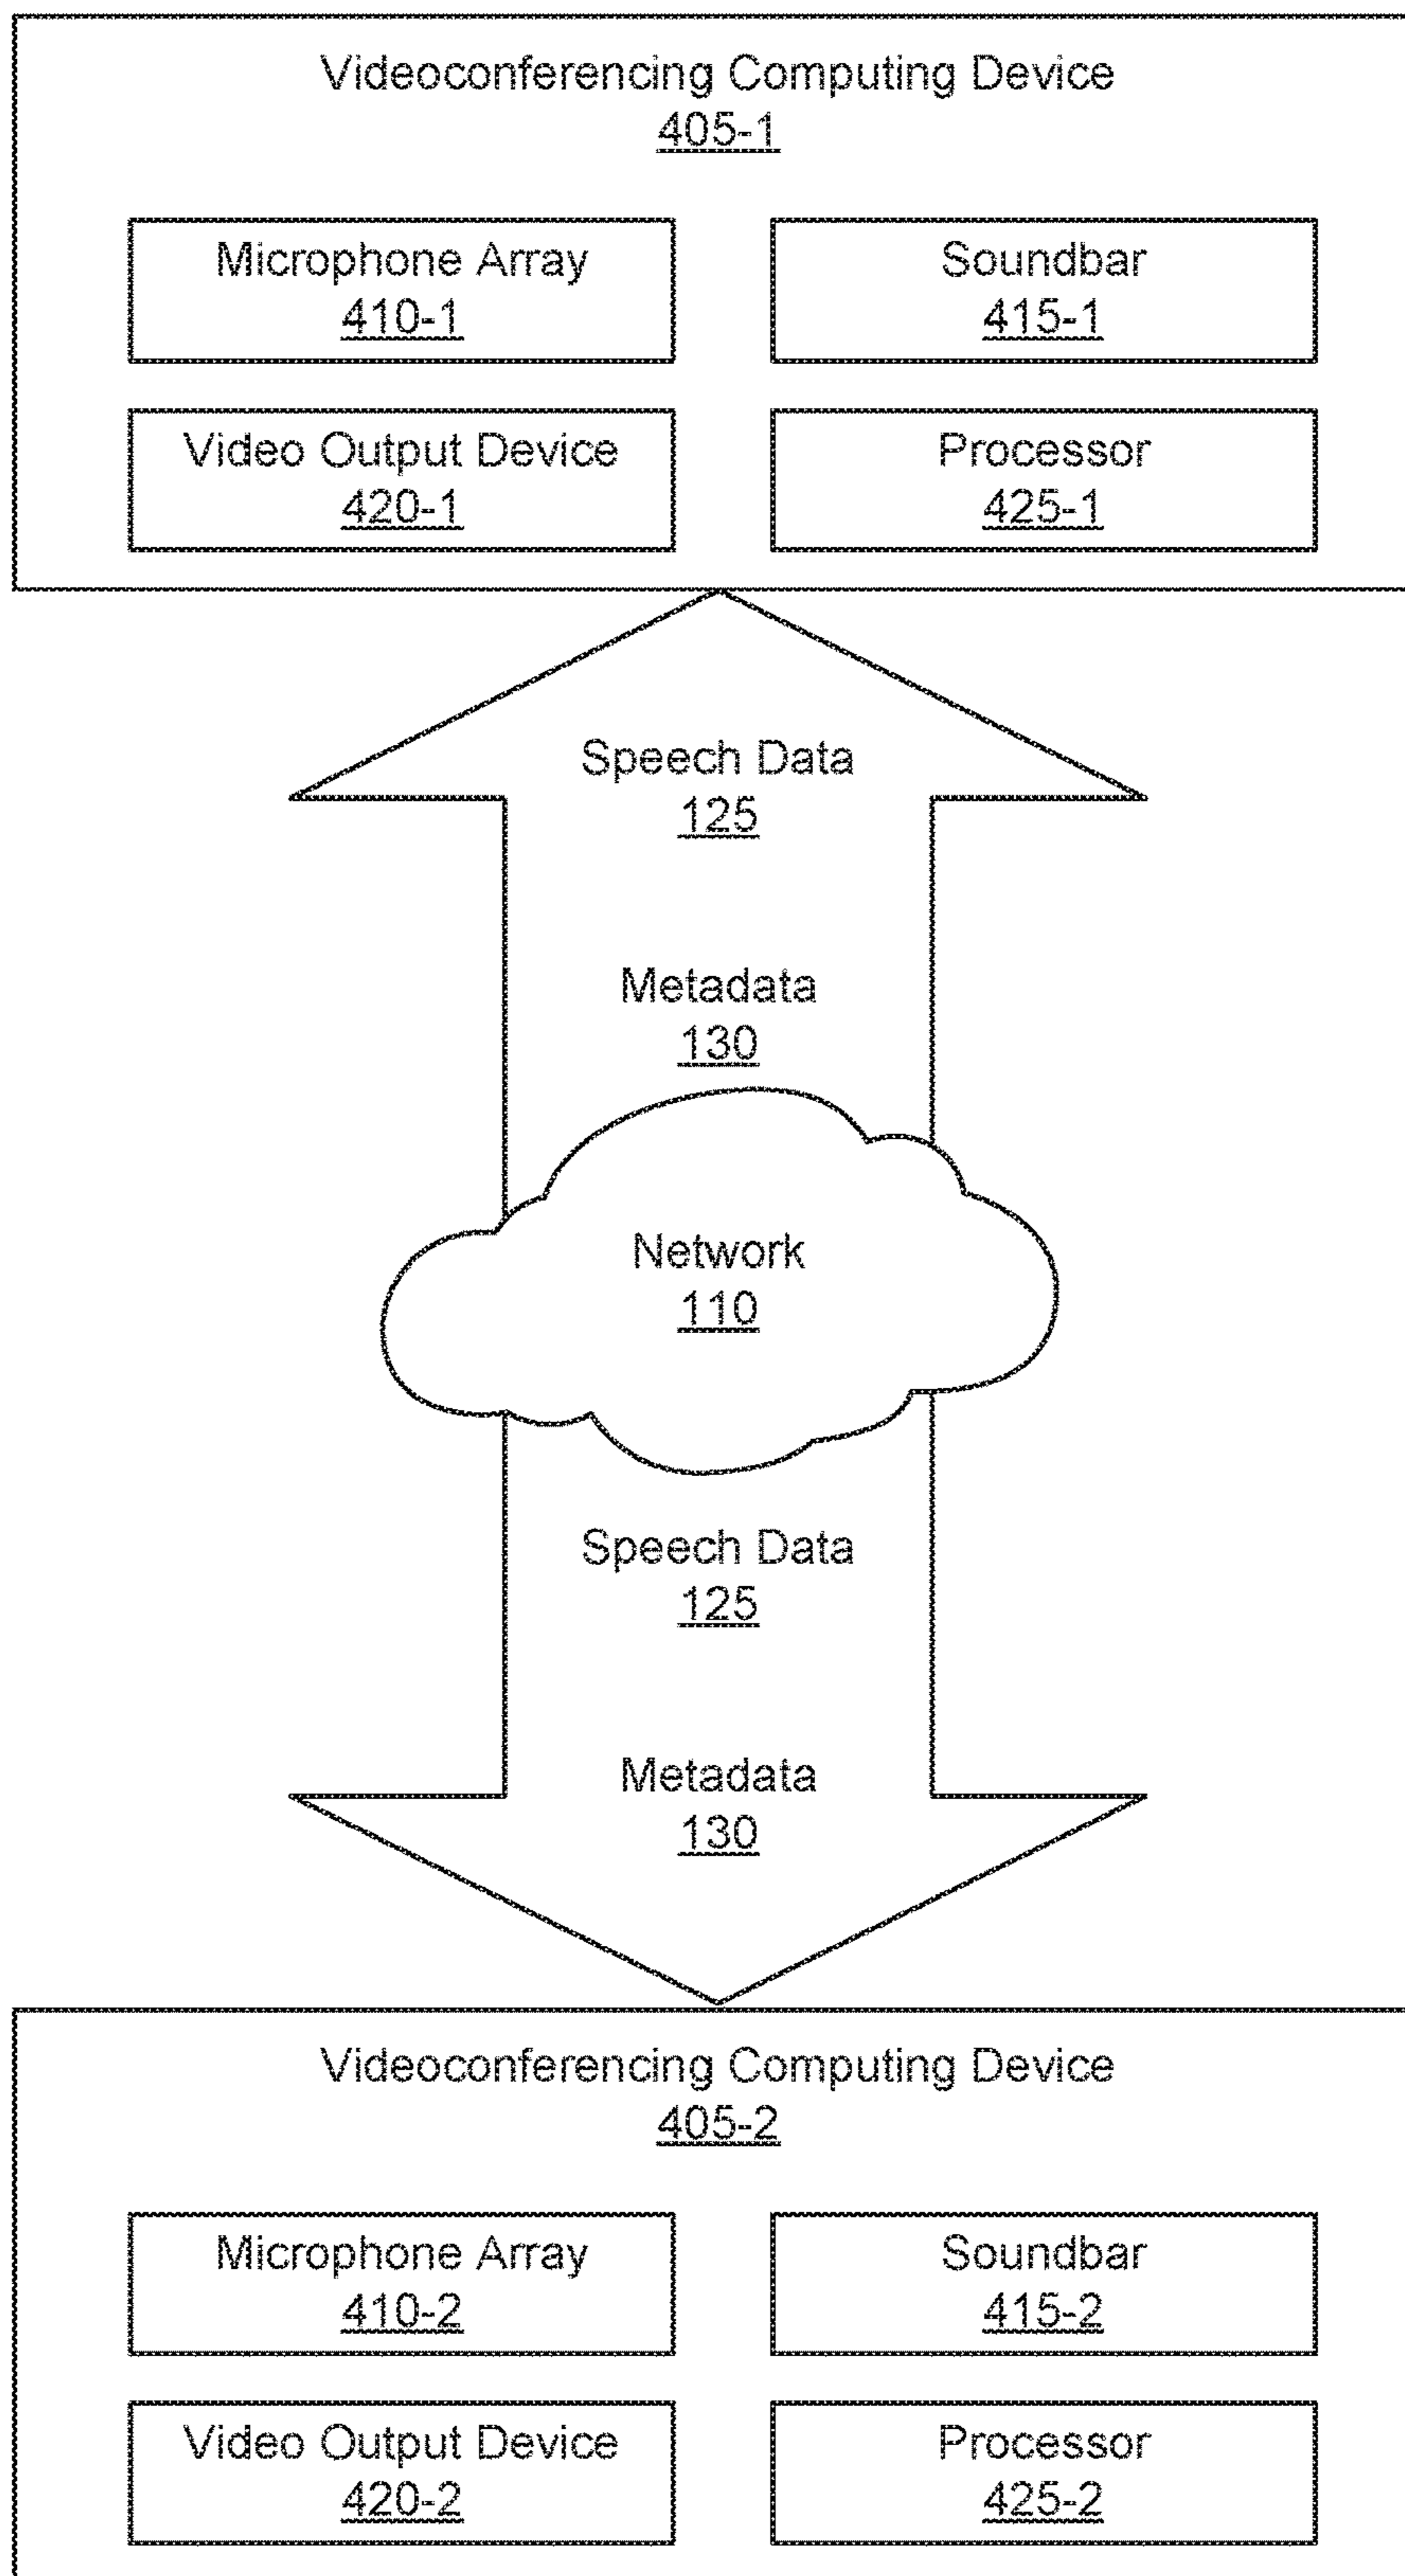 Videoconferencing Computing Device
405-1
Microphone Array
410-1
Soundbar
415-1
Video Output Device
420-1
Processor
425-1
Speech Data
125
Metadata
130
Network
110
Speech Data
125
Metadata
130
Videoconferencing Computing Device
405-2
Microphone Array
410-2
Soundbar
415-2
Video Output Device
420-2
Processor
425-2